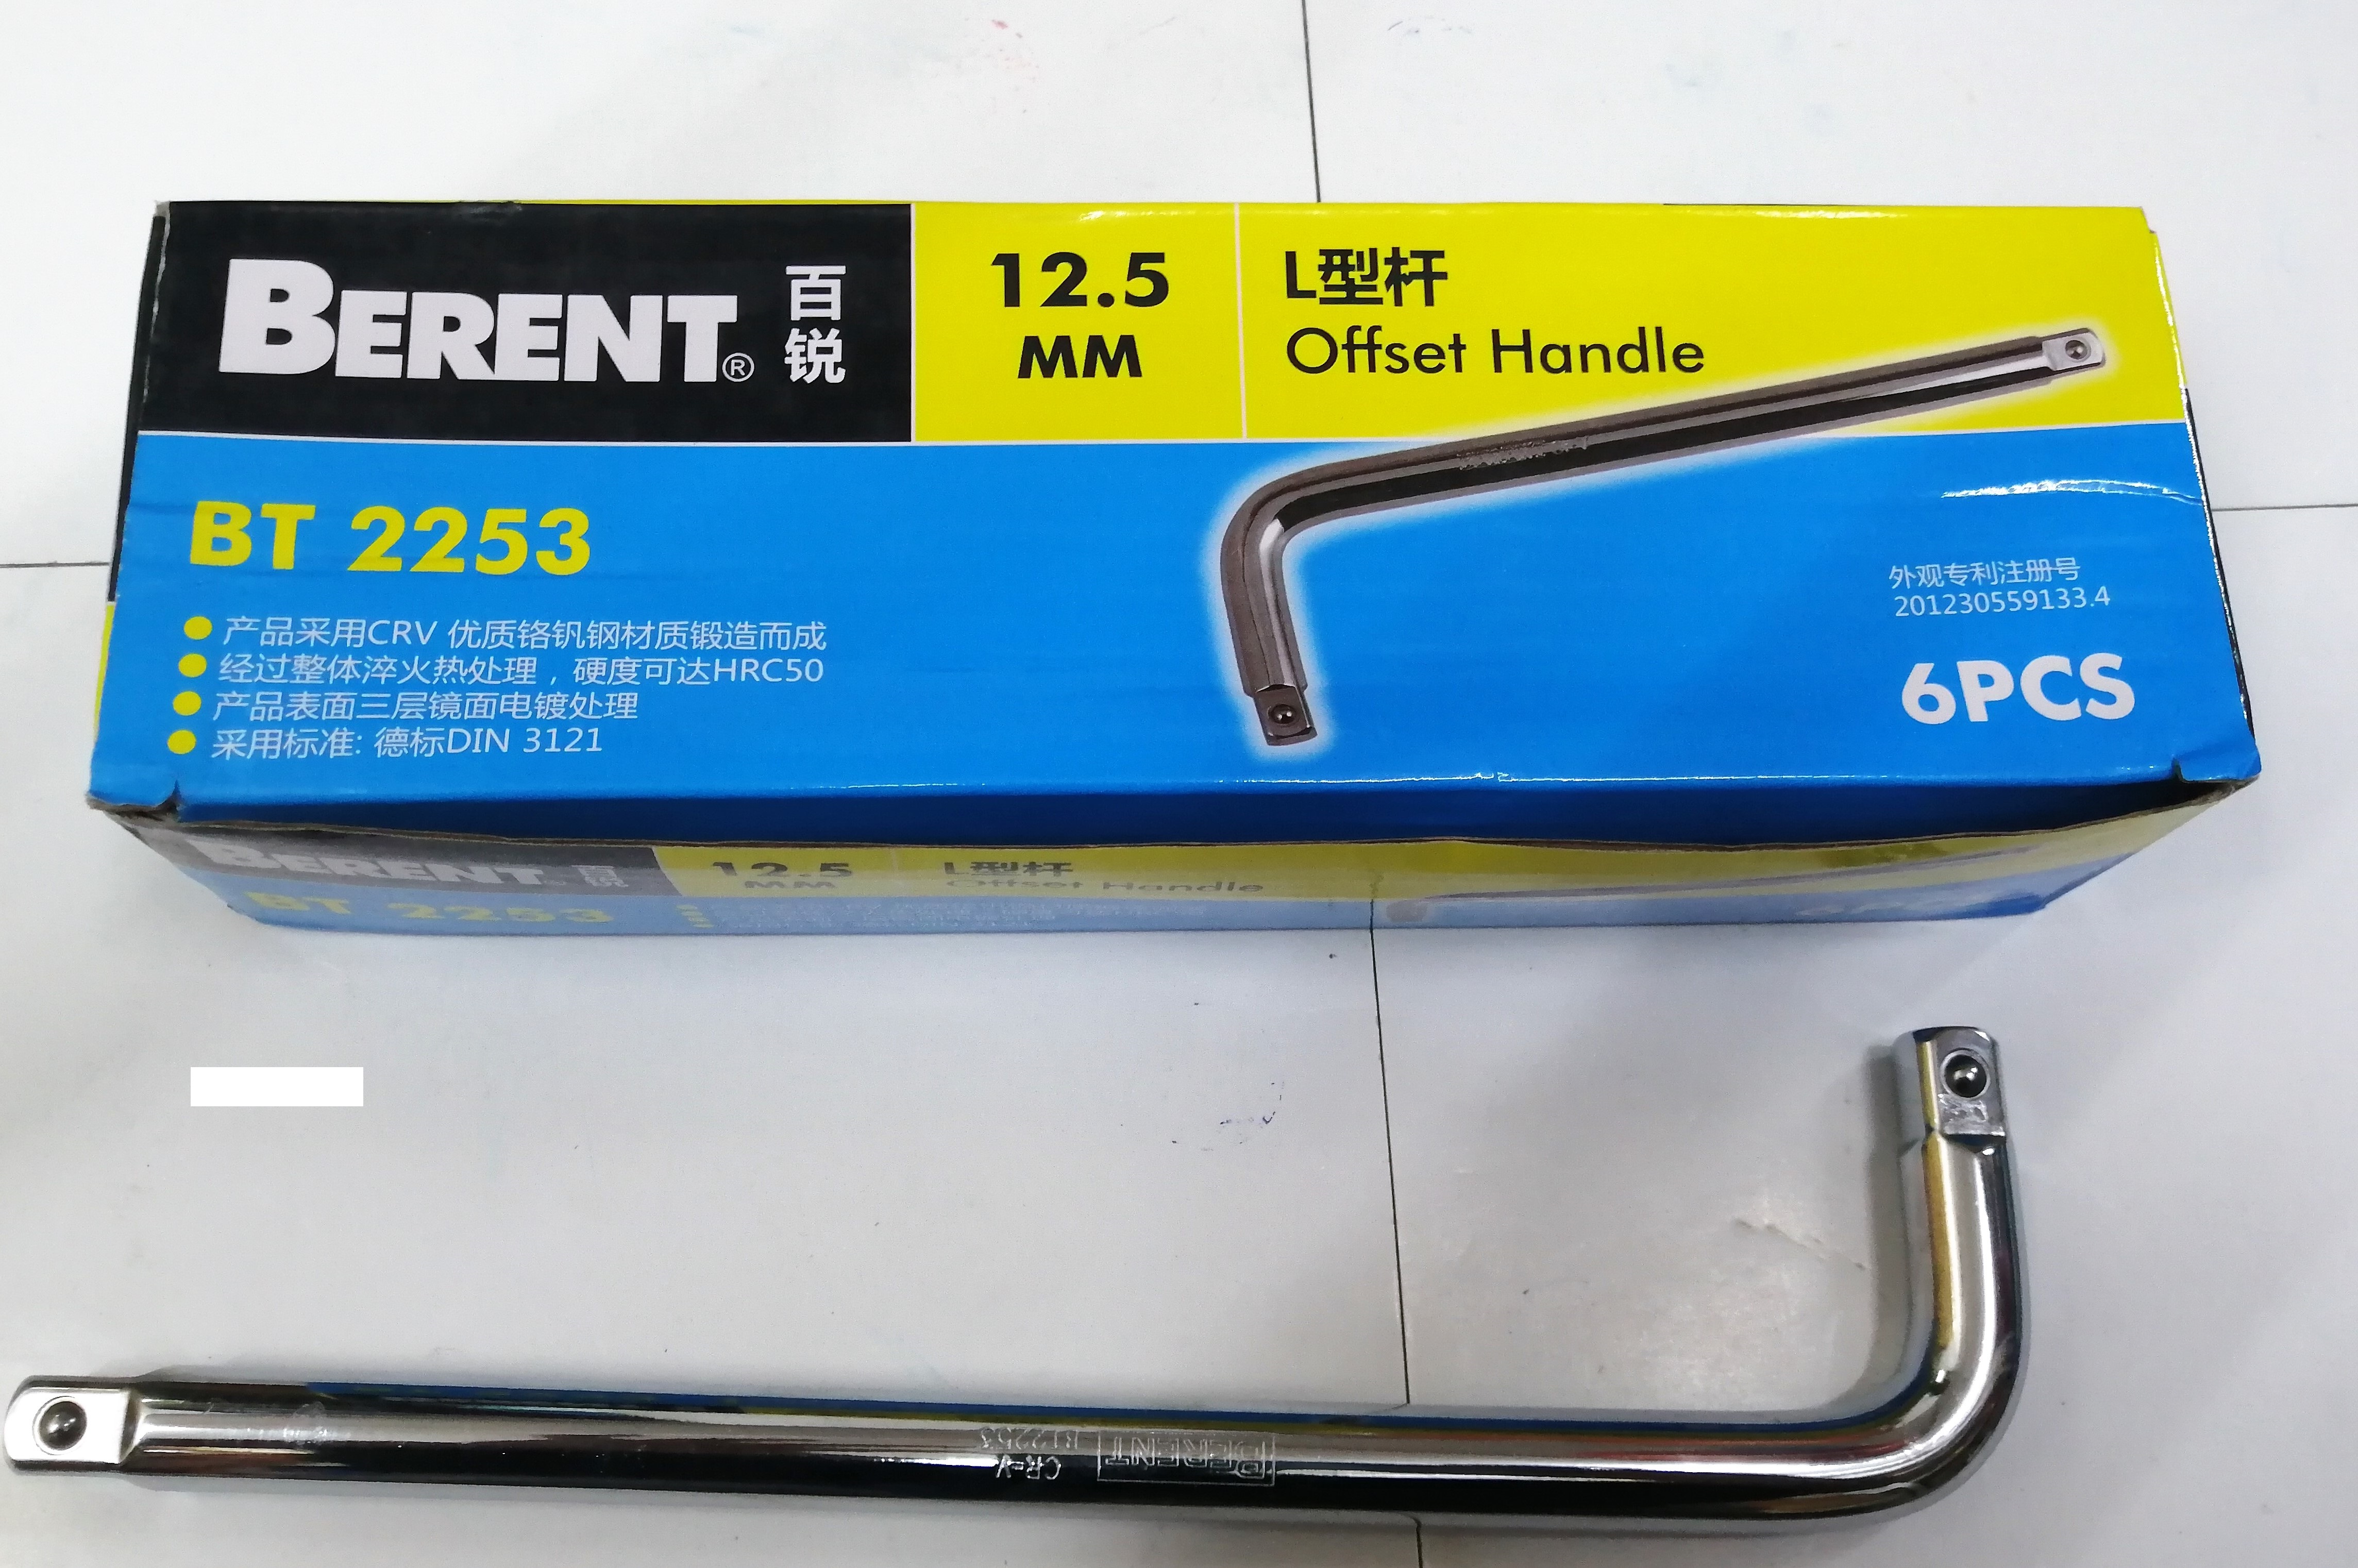 BERENT® 百锐
12.5
MM
L型杆
Offset Handle
BT 2253
产品采用CRV 优质铬钒钢材质锻造而成
经过整体淬火热处理，硬度可达HRC50
产品表面三层镜面电镀处理
采用标准: 德标DIN 3121
外观专利注册号
201230559133.4
6PCS
BERENT 百锐
12.5
MM
L型杆
Offset Handle
BT 2253
6PCS
BERENT
BT2253
CR-V